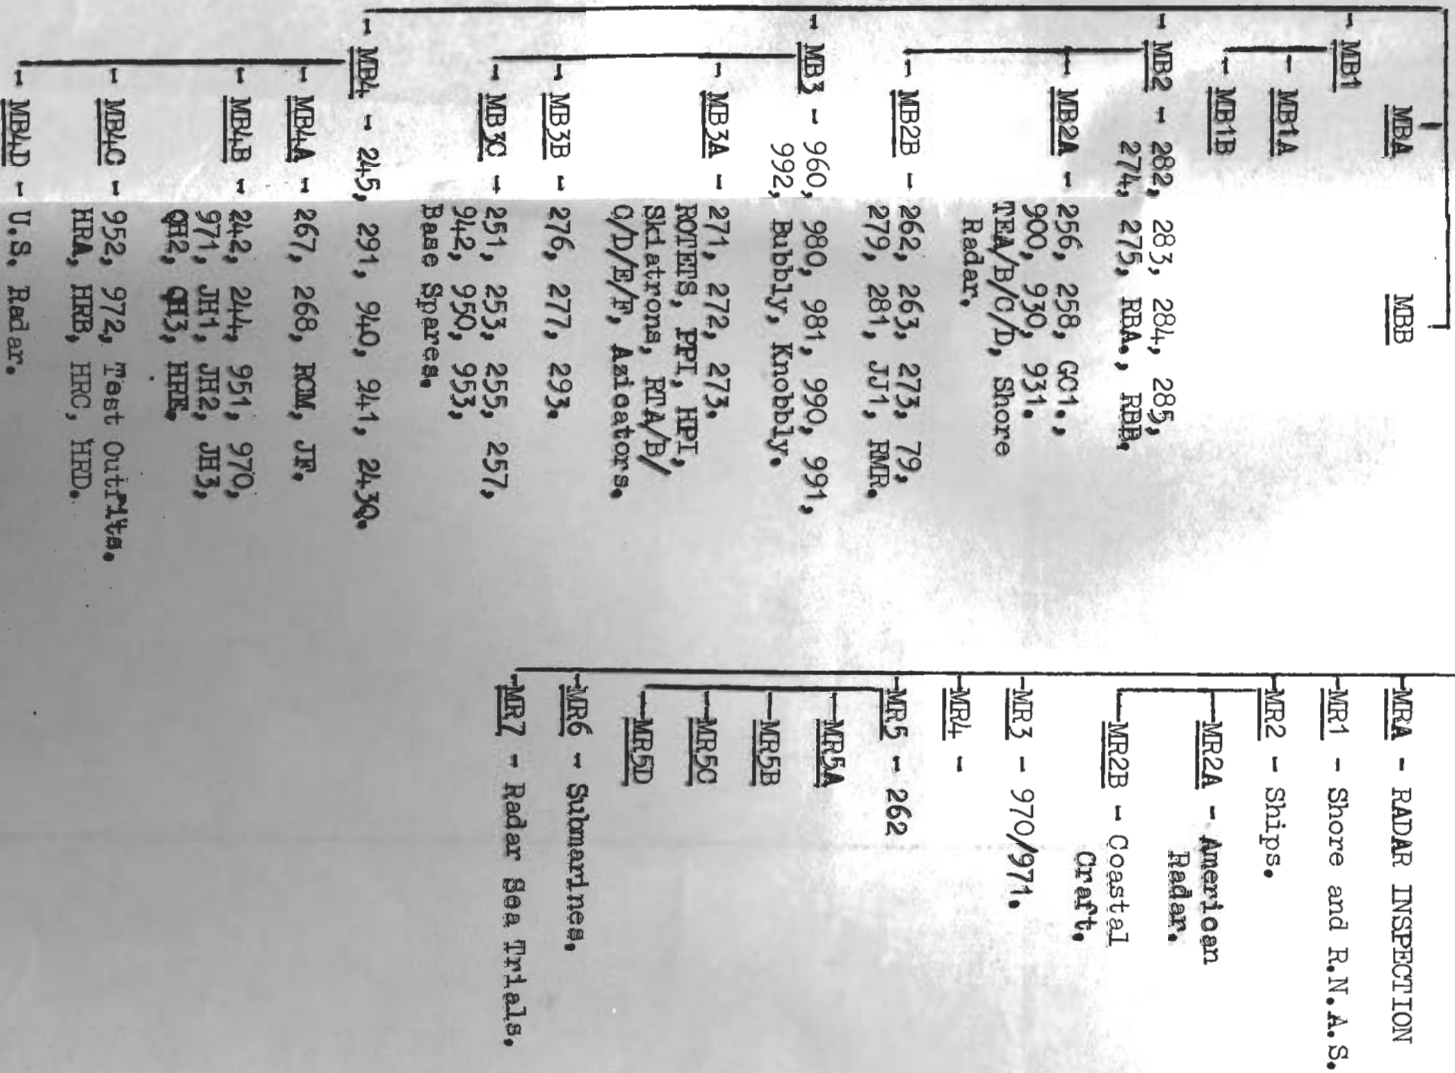 MBA
MBB
- MB1
- MB1A
- MB1B
- MB2 - 282, 283, 284, 285,
274, 275, RBA., RBB.
- MB2A - 256, 258, GC1.,
900, 930, 931.
TEA/B/C/D, Shore
Radar.
- MB2B - 262, 263, 273, 79,
279, 281, JJ1, RMR.
- MB3 - 960, 980, 981, 990, 991,
992, Bubbly, Knobbly.
- MB3A - 271, 272, 273.
ROTETS, PPI, HPI,
Skiatrons, RTA/B/
C/D/E/F, Azicators.
- MB3B - 276, 277, 293.
- MB3C - 251, 253, 255, 257,
942, 950, 953,
Base Spares.
- MB4 - 245, 291, 940, 941, 243Q.
- MB4A - 267, 268, ROM, JF.
- MB4B - 242, 244, 951, 970,
971, JH1, JH2, JH3,
QH2, QH3, HRE.
- MB4C - 952, 972, Test Outfits.
HRA, HRB, HRC, HRD.
- MB4D - U.S. Radar.
MRA - RADAR INSPECTION
MR1 - Shore and R.N.A.S.
MR2 - Ships.
MR2A - American
Radar.
MR2B - Coastal
Craft.
MR3 - 970/971.
MR4 -
MR5 - 262
MR5A
MR5B
MR5C
MR5D
MR6 - Submarines.
MR7 - Radar Sea Trials.